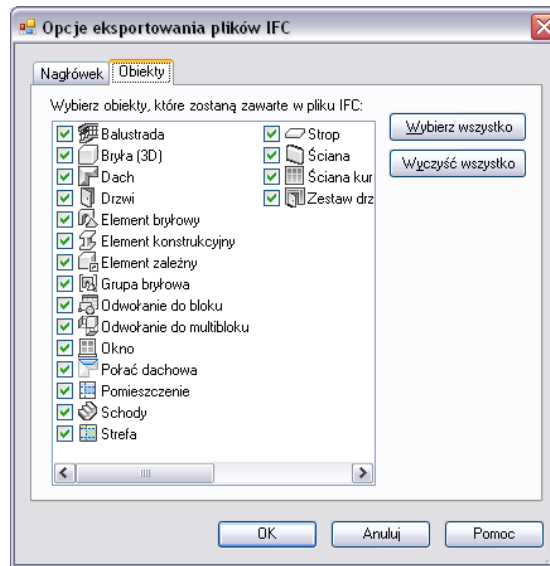 Opcje eksportowania plików IFC
Nagłówek Obiekty
Wybierz obiekty, które zostaną zawarte w pliku IFC:
Balustrada
Bryła (3D)
Dach
Drzwi
Element bryłowy
Element konstrukcyjny
Element zależny
Grupa bryłowa
Odwołanie do bloku
Odwołanie do multibloku
Okno
Połać dachowa
Pomieszczenie
Schody
Strefa
Strop
Ściana
Ściana kur
Zestaw drz
Wybierz wszystko
Wyczyść wszystko
OK Anuluj Pomoc